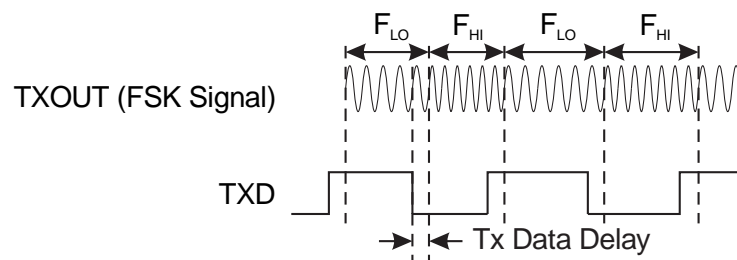 F_LO F_HI F_LO F_HI
TXOUT (FSK Signal)
TXD
Tx Data Delay